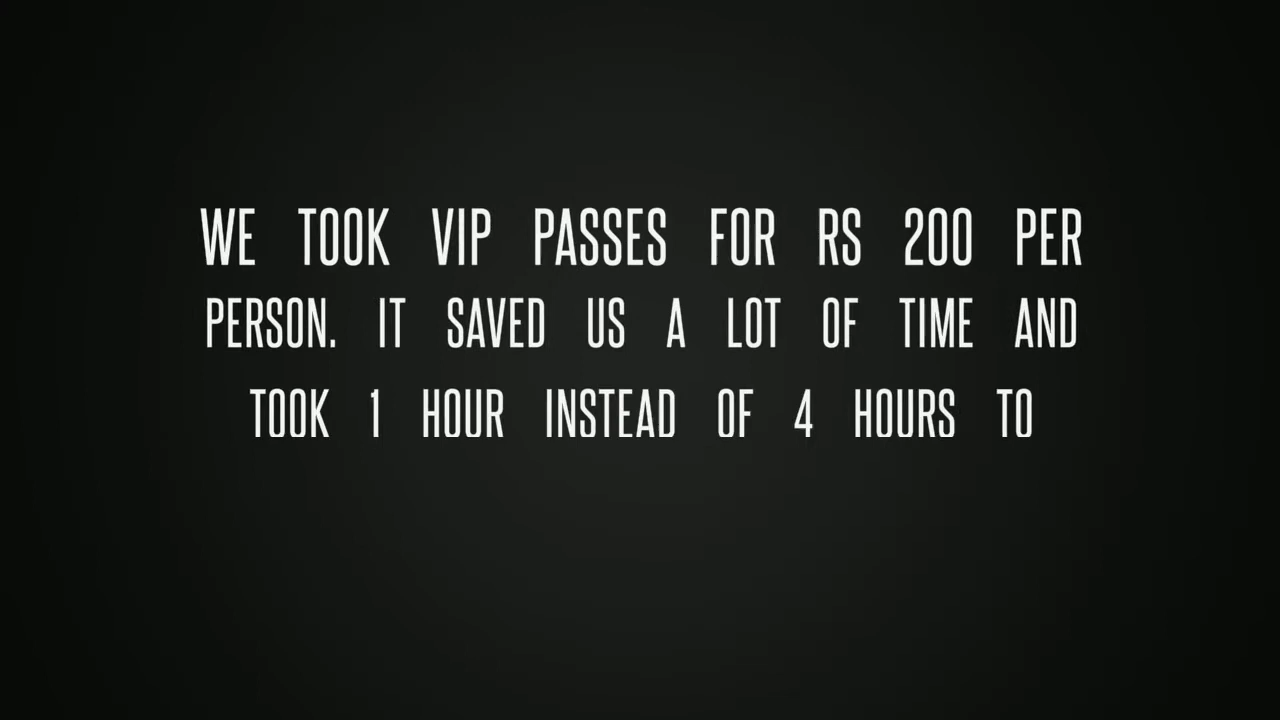 WE TOOK VIP PASSES FOR RS 200 PER
PERSON. IT SAVED US A LOT OF TIME AND
TOOK 1 HOUR INSTEAD OF 4 HOURS TO